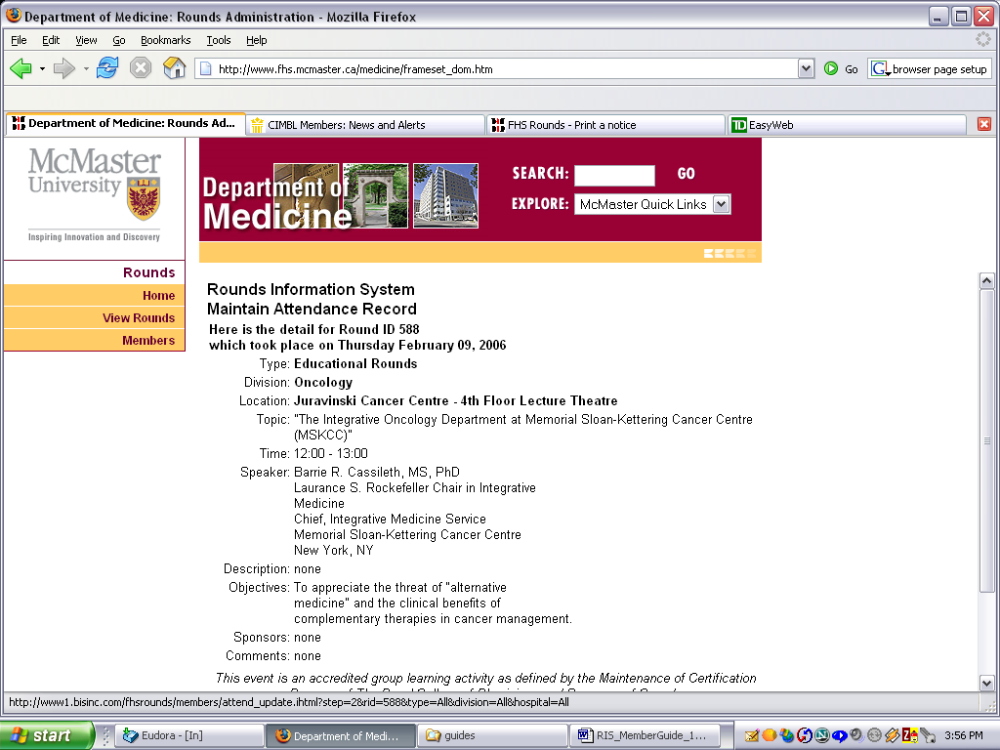 Department of Medicine: Rounds Administration - Mozilla Firefox
File Edit View Go Bookmarks Tools Help
http://www.fhs.mcmaster.ca/medicine/frameset_dom.htm Go browser page setup
Department of Medicine: Rounds Ad... CIMBL Members: News and Alerts FHS Rounds - Print a notice EasyWeb
McMaster
University
Inspiring Innovation and Discovery
Department of
Medicine
SEARCH: GO
EXPLORE: McMaster Quick Links
Rounds
Home
View Rounds
Members
Rounds Information System
Maintain Attendance Record
Here is the detail for Round ID 588
which took place on Thursday February 09, 2006
Type: Educational Rounds
Division: Oncology
Location: Juravinski Cancer Centre - 4th Floor Lecture Theatre
Topic: "The Integrative Oncology Department at Memorial Sloan-Kettering Cancer Centre
(MSKCC)"
Time: 12:00 - 13:00
Speaker: Barrie R. Cassileth, MS, PhD
Laurance S. Rockefeller Chair in Integrative
Medicine
Chief, Integrative Medicine Service
Memorial Sloan-Kettering Cancer Centre
New York, NY
Description: none
Objectives: To appreciate the threat of "alternative
medicine" and the clinical benefits of
complementary therapies in cancer management.
Sponsors: none
Comments: none
This event is an accredited group learning activity as defined by the Maintenance of Certification
http://www1.bisinc.com/fhsrounds/members/attend_update.ihtml?step=2&rid=588&type=All&division=All&hospital=All
start Eudora - [In] Department of Medi... guides RIS_MemberGuide_1... 3:56 PM